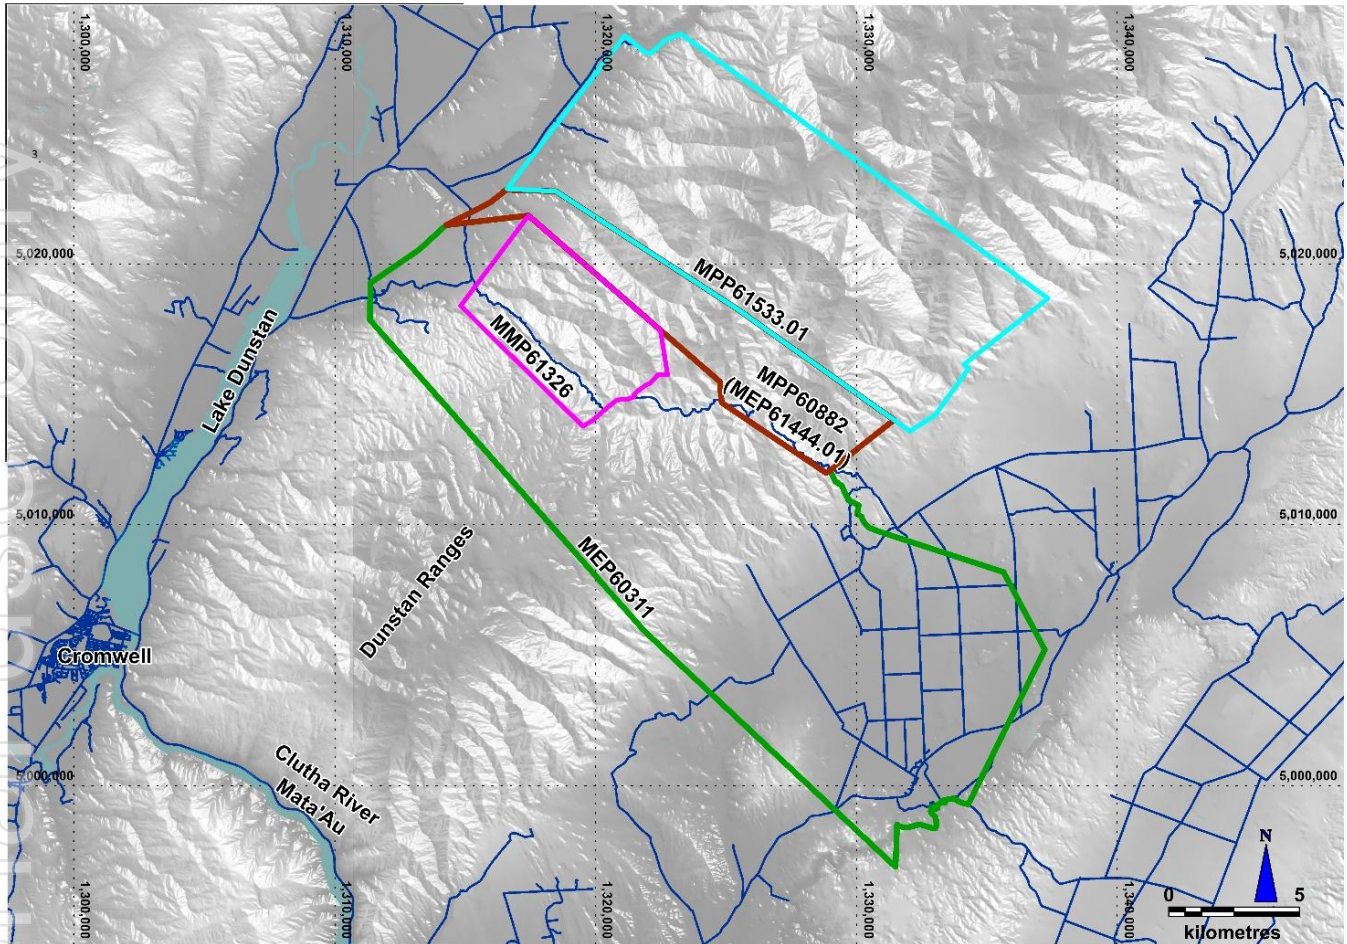 1,300,000
1,310,000
1,320,000
1,330,000
1,340,000
3
5,020,000
5,020,000
MPP61533.01
MMP61326
Lake Dunstan
MPP60882
(MEP61444.01)
5,010,000
5,010,000
MEP60311
Dunstan Ranges
Cromwell
Clutha River
Mata'Au
5,000,000
5,000,000
N
0 5
kilometres
1,300,000
1,310,000
1,320,000
1,330,000
1,340,000